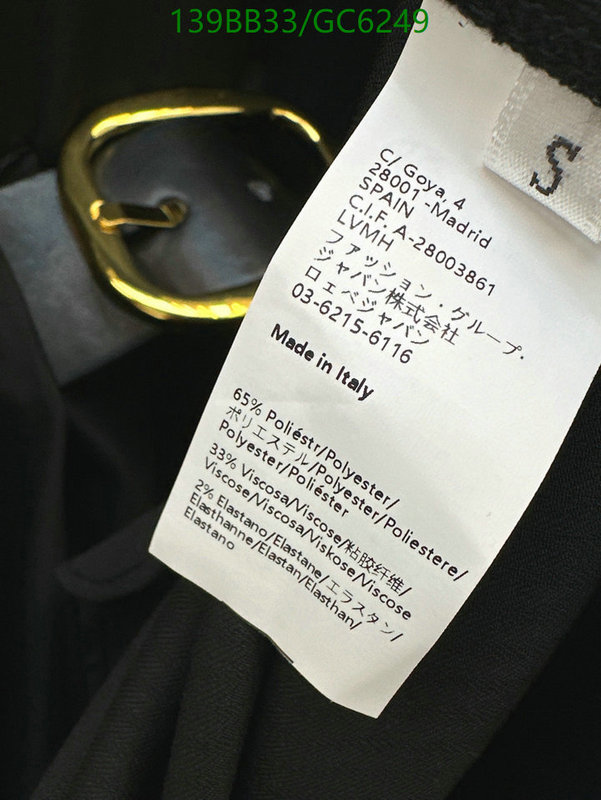 139BB33/GC6249
S
C/ Goya, 4
28001 -Madrid
SPAIN
C.I.F. A-28003861
LVMH
ファッション・グループ・
ジャパン株式会社
ロエベジャパン
03-6215-6116
Made in Italy
65% Poliéstr/Polyester/
ポリエステル/Polyester/Poliestere/
Polyester/Poliéster
33% Viscosa/Viscose/粘胶纤维/
Viscose/Viscosa/Viskose/Viscose
2% Elastano/Elastane/エラスタン/
Elasthanne/Elastan/Elasthan/
Elastano